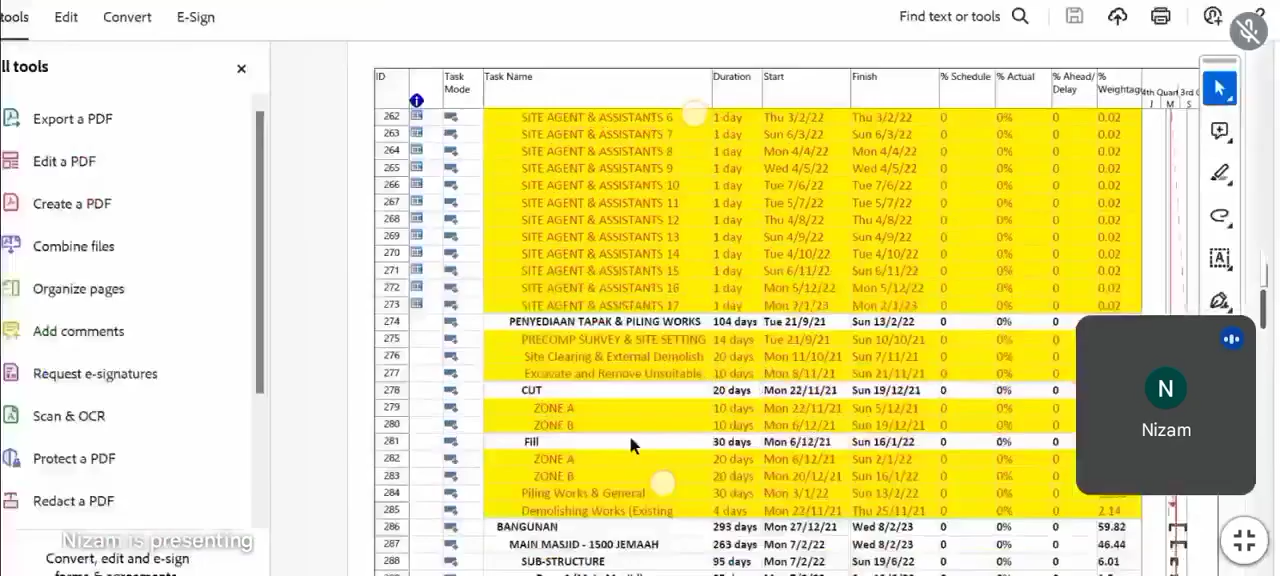 tools Edit Convert E-Sign Find text or tools
ll tools
Export a PDF
Edit a PDF
Create a PDF
Combine files
Organize pages
Add comments
Request e-signatures
Scan & OCR
Protect a PDF
Redact a PDF
Nizam is presenting
Convert, edit and e-sign
forms & agreements
ID Task Mode Task Name Duration Start Finish % Schedule % Actual % Ahead/ Delay % Weightag 4th Quar 3rd
J M S
262 SITE AGENT & ASSISTANTS 6 1 day Thu 3/2/22 Thu 3/2/22 0 0% 0 0.02
263 SITE AGENT & ASSISTANTS 7 1 day Sun 6/3/22 Sun 6/3/22 0 0% 0 0.02
264 SITE AGENT & ASSISTANTS 8 1 day Mon 4/4/22 Mon 4/4/22 0 0% 0 0.02
265 SITE AGENT & ASSISTANTS 9 1 day Wed 4/5/22 Wed 4/5/22 0 0% 0 0.02
266 SITE AGENT & ASSISTANTS 10 1 day Tue 7/6/22 Tue 7/6/22 0 0% 0 0.02
267 SITE AGENT & ASSISTANTS 11 1 day Tue 5/7/22 Tue 5/7/22 0 0% 0 0.02
268 SITE AGENT & ASSISTANTS 12 1 day Thu 4/8/22 Thu 4/8/22 0 0% 0 0.02
269 SITE AGENT & ASSISTANTS 13 1 day Sun 4/9/22 Sun 4/9/22 0 0% 0 0.02
270 SITE AGENT & ASSISTANTS 14 1 day Tue 4/10/22 Tue 4/10/22 0 0% 0 0.02
271 SITE AGENT & ASSISTANTS 15 1 day Sun 6/11/22 Sun 6/11/22 0 0% 0 0.02
272 SITE AGENT & ASSISTANTS 16 1 day Mon 5/12/22 Mon 5/12/22 0 0% 0 0.02
273 SITE AGENT & ASSISTANTS 17 1 day Mon 2/1/23 Mon 2/1/23 0 0% 0 0.02
274 PENYEDIAAN TAPAK & PILING WORKS 104 days Tue 21/9/21 Sun 13/2/22 0 0% 0
275 PRECOMP SURVEY & SITE SETTING 14 days Tue 21/9/21 Sun 10/10/21 0 0% 0
276 Site Clearing & External Demolish 20 days Mon 11/10/21 Sun 7/11/21 0 0% 0
277 Excavate and Remove Unsuitable 10 days Mon 8/11/21 Sun 21/11/21 0 0% 0
278 CUT 20 days Mon 22/11/21 Sun 19/12/21 0 0% 0
279 ZONE A 10 days Mon 22/11/21 Sun 5/12/21 0 0% 0
280 ZONE B 10 days Mon 6/12/21 Sun 19/12/21 0 0% 0
281 Fill 30 days Mon 6/12/21 Sun 16/1/22 0 0% 0
282 ZONE A 20 days Mon 6/12/21 Sun 2/1/22 0 0% 0
283 ZONE B 20 days Mon 20/12/21 Sun 16/1/22 0 0% 0
284 Piling Works & General 30 days Mon 3/1/22 Sun 13/2/22 0 0% 0
285 Demolishing Works (Existing 4 days Mon 22/11/21 Thu 25/11/21 0 0% 0 2.14
286 BANGUNAN 293 days Mon 27/12/21 Wed 8/2/23 0 0% 0 59.82
287 MAIN MASJID - 1500 JEMAAH 263 days Mon 7/2/22 Wed 8/2/23 0 0% 0 46.44
288 SUB-STRUCTURE 95 days Mon 7/2/22 Sun 19/6/22 0 0% 0 6.01
N
Nizam